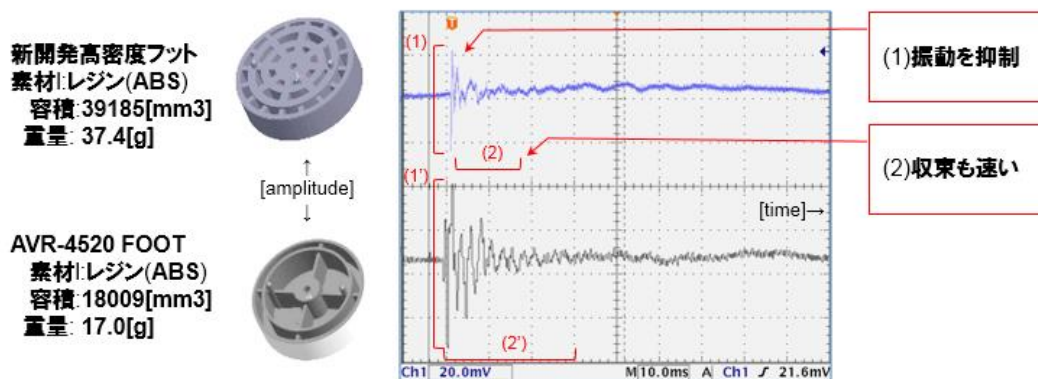 新開発高密度フット
素材:レジン(ABS)
容積:39185[mm3]
重量: 37.4[g]
↑
[amplitude]
↓
AVR-4520 FOOT
素材:レジン(ABS)
容積:18009[mm3]
重量: 17.0[g]
T
(1)
(2)
(1')
[time]→
(2')
Ch1 20.0mV M 10.0ms A Ch1 ʃ 21.6mV
(1)振動を抑制
(2)収束も速い